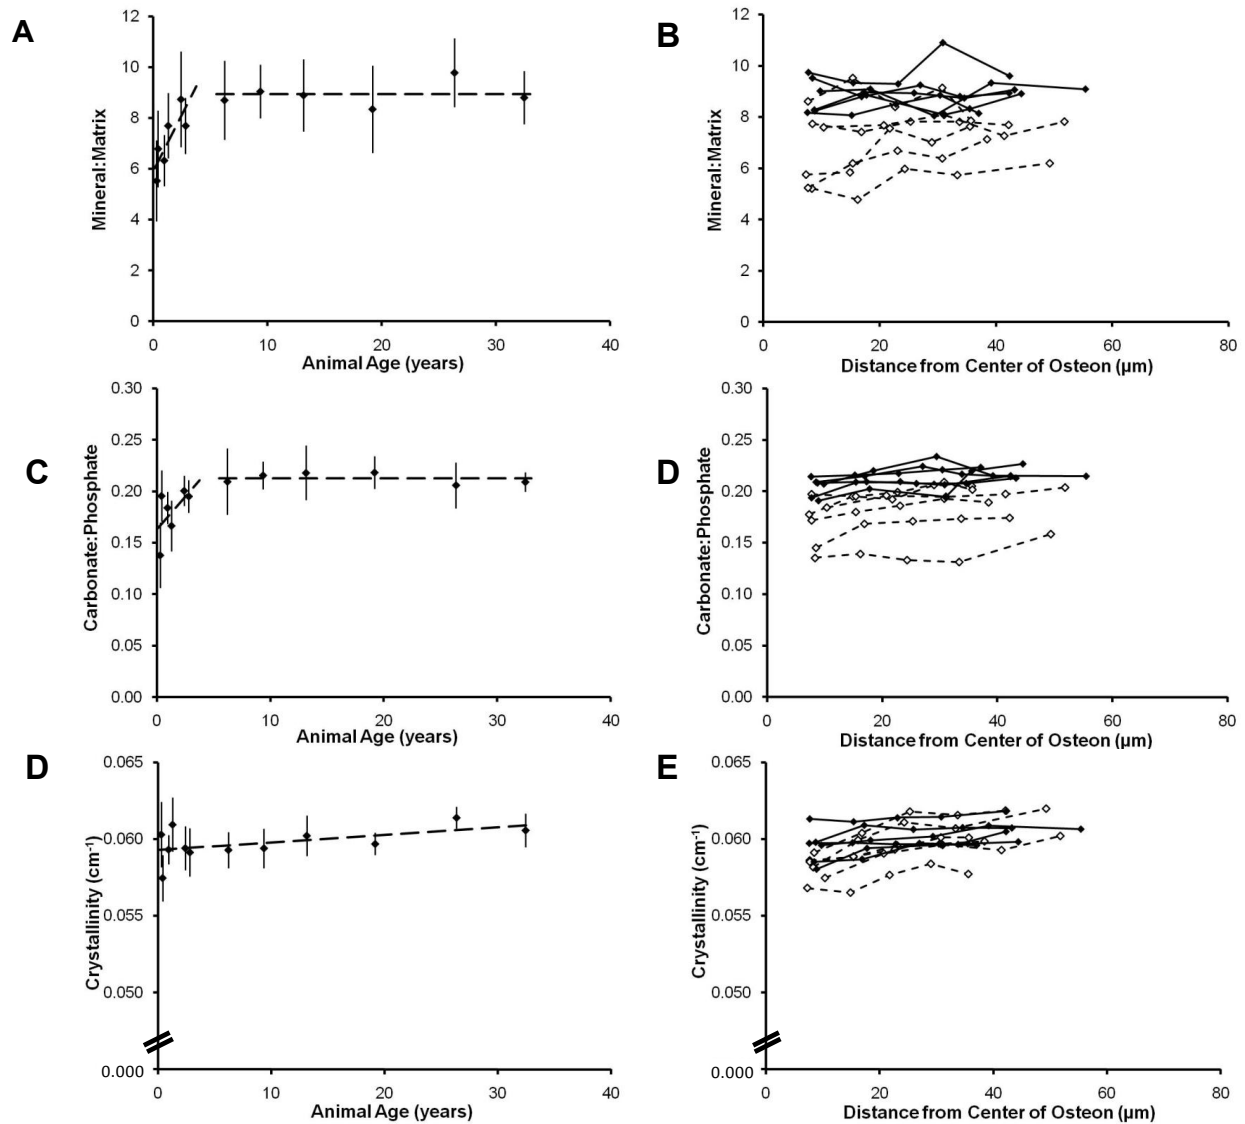 A
12
10
8
6
4
2
0
Mineral:Matrix
0 10 20 30 40
Animal Age (years)
B
12
10
8
6
4
2
0
Mineral:Matrix
0 20 40 60 80
Distance from Center of Osteon (µm)
C
0.30
0.25
0.20
0.15
0.10
0.05
0.00
Carbonate:Phosphate
0 10 20 30 40
Animal Age (years)
D
0.30
0.25
0.20
0.15
0.10
0.05
0.00
Carbonate:Phosphate
0 20 40 60 80
Distance from Center of Osteon (µm)
D
0.065
0.060
0.055
0.050
0.000
Crystallinity (cm⁻¹)
0 10 20 30 40
Animal Age (years)
E
0.065
0.060
0.055
0.050
0.000
Crystallinity (cm⁻¹)
0 20 40 60 80
Distance from Center of Osteon (µm)